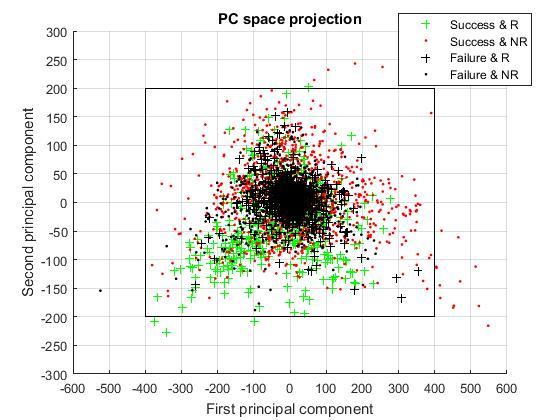 PC space projection
Success & R
Success & NR
Failure & R
Failure & NR
Second principal component
300
250
200
150
100
50
0
-50
-100
-150
-200
-250
-300
-600 -500 -400 -300 -200 -100 0 100 200 300 400 500 600
First principal component